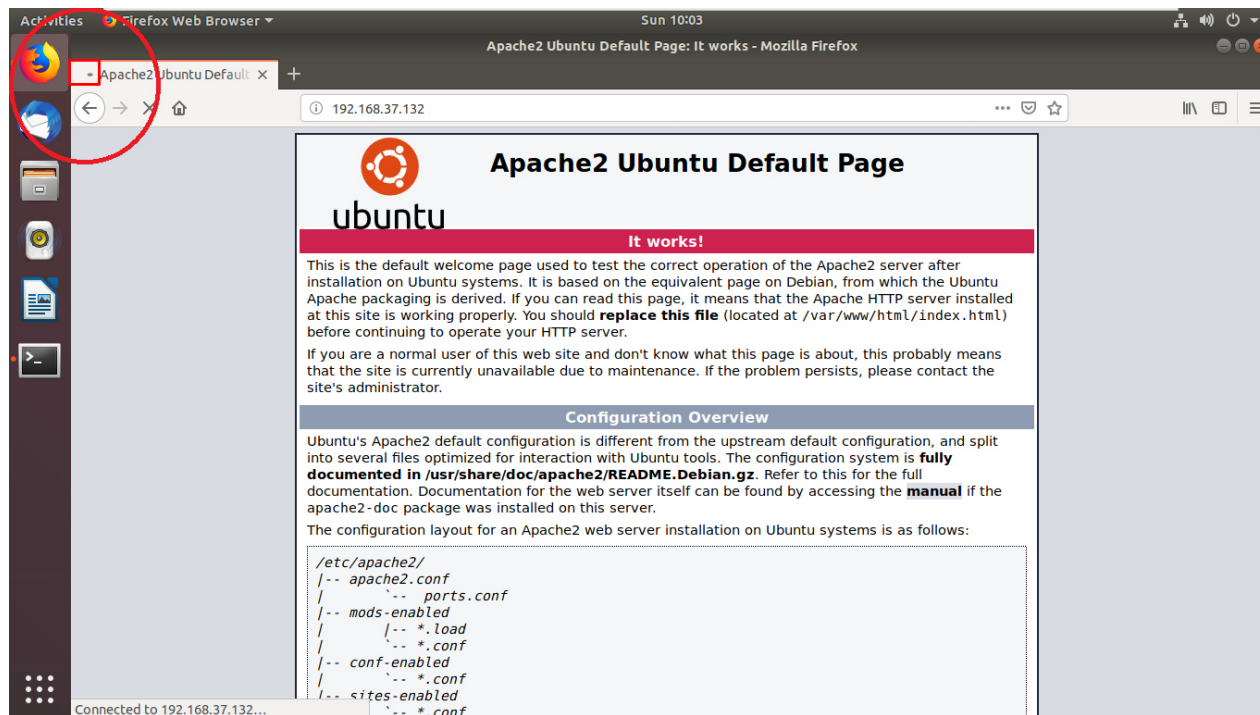 Activities Firefox Web Browser Sun 10:03
Apache2 Ubuntu Default Page: It works - Mozilla Firefox
Apache2 Ubuntu Default
192.168.37.132
Apache2 Ubuntu Default Page
ubuntu
It works!
This is the default welcome page used to test the correct operation of the Apache2 server after
installation on Ubuntu systems. It is based on the equivalent page on Debian, from which the Ubuntu
Apache packaging is derived. If you can read this page, it means that the Apache HTTP server installed
at this site is working properly. You should replace this file (located at /var/www/html/index.html)
before continuing to operate your HTTP server.
If you are a normal user of this web site and don't know what this page is about, this probably means
that the site is currently unavailable due to maintenance. If the problem persists, please contact the
site's administrator.
Configuration Overview
Ubuntu's Apache2 default configuration is different from the upstream default configuration, and split
into several files optimized for interaction with Ubuntu tools. The configuration system is fully
documented in /usr/share/doc/apache2/README.Debian.gz. Refer to this for the full
documentation. Documentation for the web server itself can be found by accessing the manual if the
apache2-doc package was installed on this server.
The configuration layout for an Apache2 web server installation on Ubuntu systems is as follows:
/etc/apache2/
|-- apache2.conf
|       `--  ports.conf
|-- mods-enabled
|       |-- *.load
|       `-- *.conf
|-- conf-enabled
|       `-- *.conf
|-- sites-enabled
`-- *.conf
Connected to 192.168.37.132...